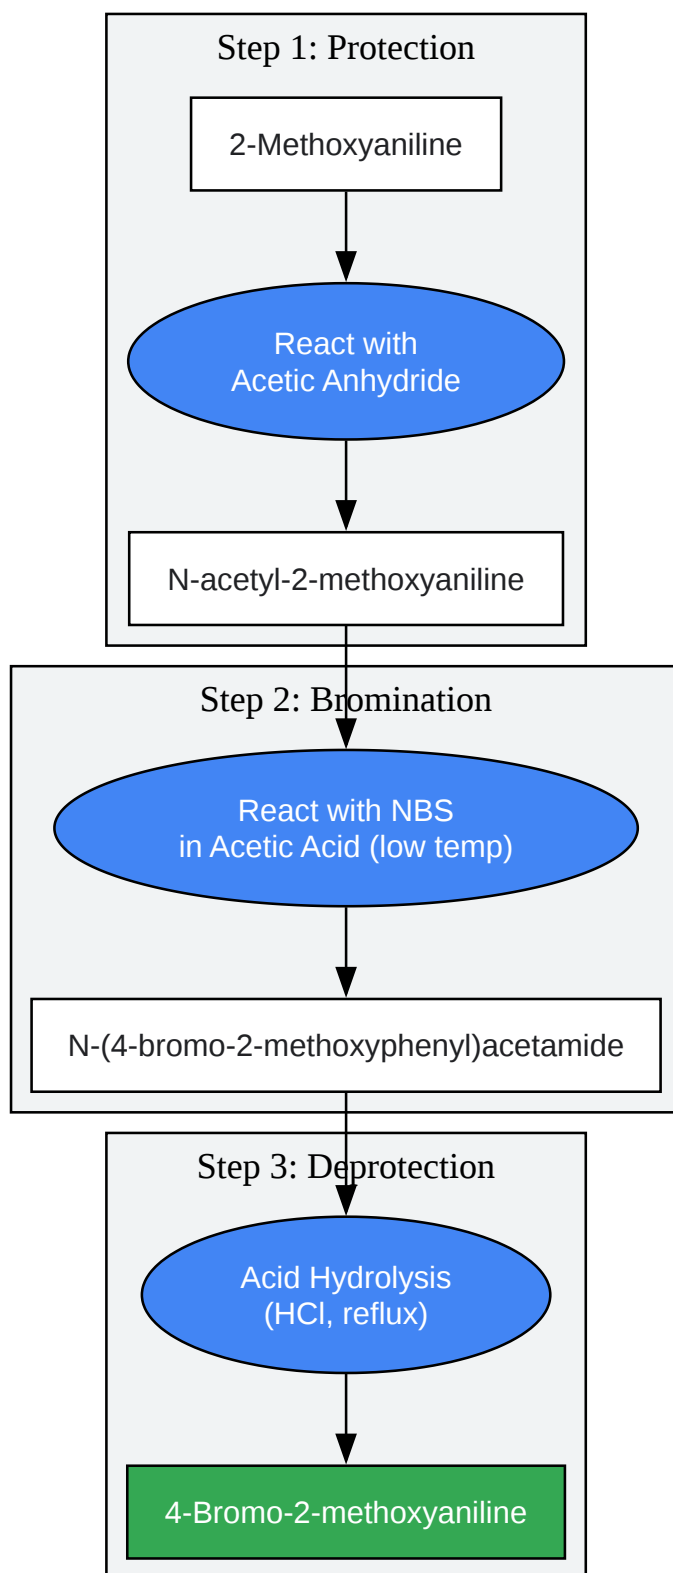 Step 1: Protection
2-Methoxyaniline
React with
Acetic Anhydride
N-acetyl-2-methoxyaniline
Step 2: Bromination
React with NBS
in Acetic Acid (low temp)
N-(4-bromo-2-methoxyphenyl)acetamide
Step 3: Deprotection
Acid Hydrolysis
(HCl, reflux)
4-Bromo-2-methoxyaniline